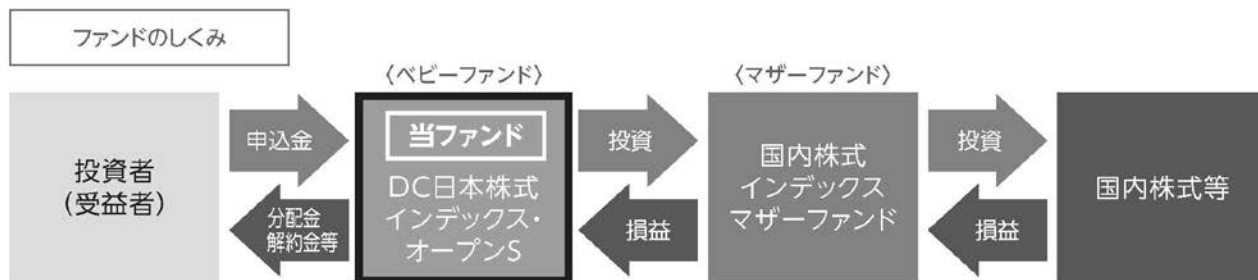 ファンドのしくみ
〈ベビーファンド〉
〈マザーファンド〉
投資者
(受益者)
申込金
分配金
解約金等
当ファンド
DC日本株式
インデックス・
オープンS
投資
損益
国内株式
インデックス
マザーファンド
投資
損益
国内株式等